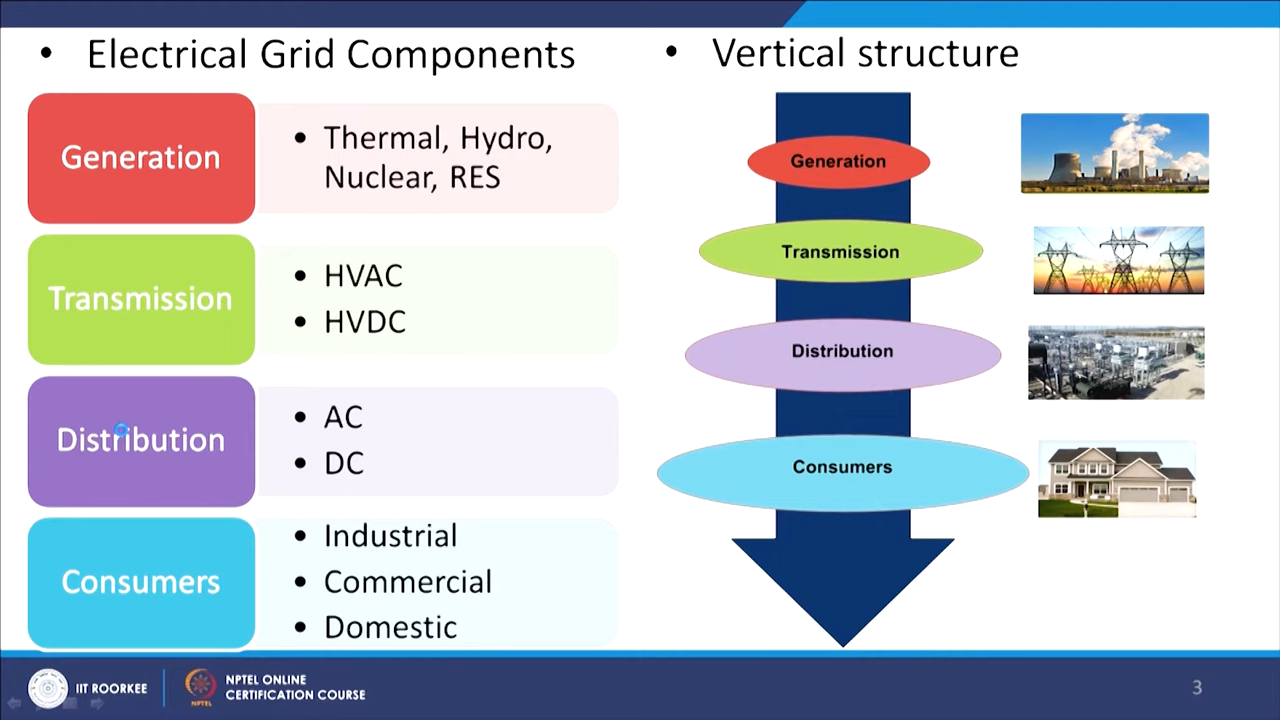 • Electrical Grid Components
Generation
• Thermal, Hydro,
Nuclear, RES
Transmission
• HVAC
• HVDC
Distribution
• AC
• DC
Consumers
• Industrial
• Commercial
• Domestic
• Vertical structure
Generation
Transmission
Distribution
Consumers
IIT ROORKEE
NPTEL
NPTEL ONLINE
CERTIFICATION COURSE
3